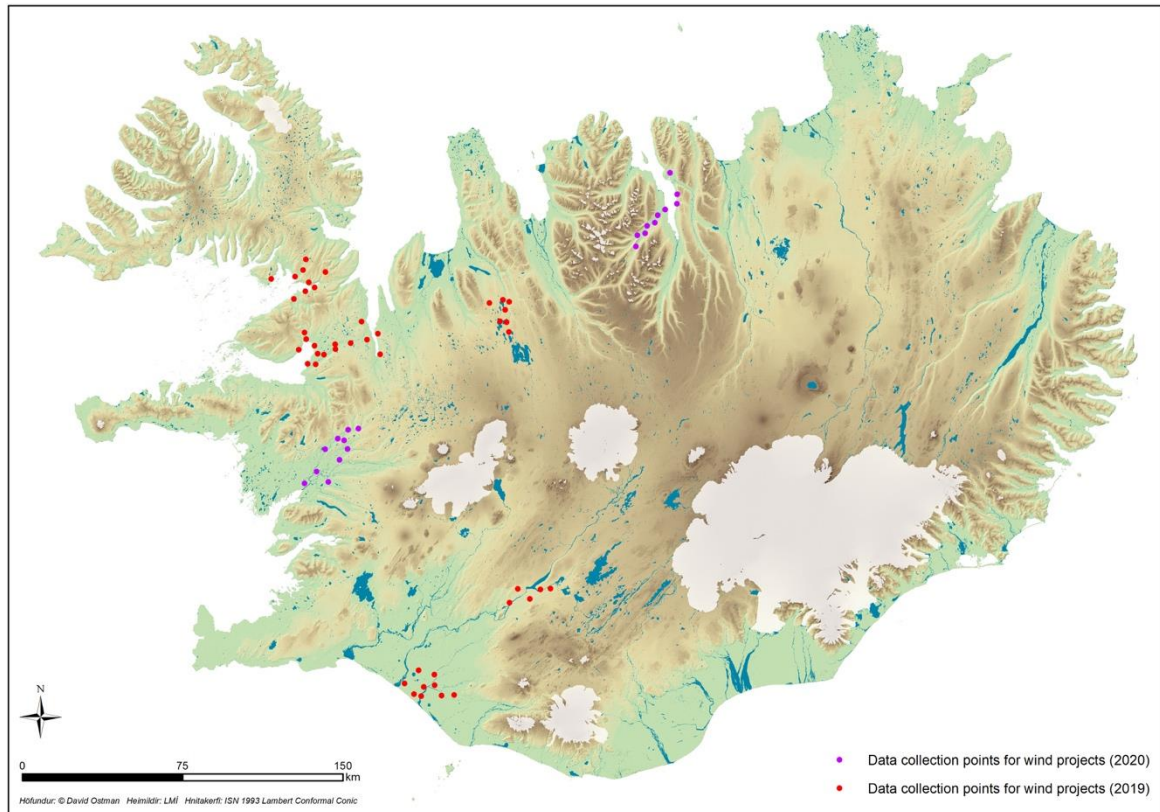 N
0 75 150
km
Data collection points for wind projects (2020)
Data collection points for wind projects (2019)
Höfundur: © David Ostman Heimildir: LMÍ Hnitakerfi: ISN 1993 Lambert Conformal Conic